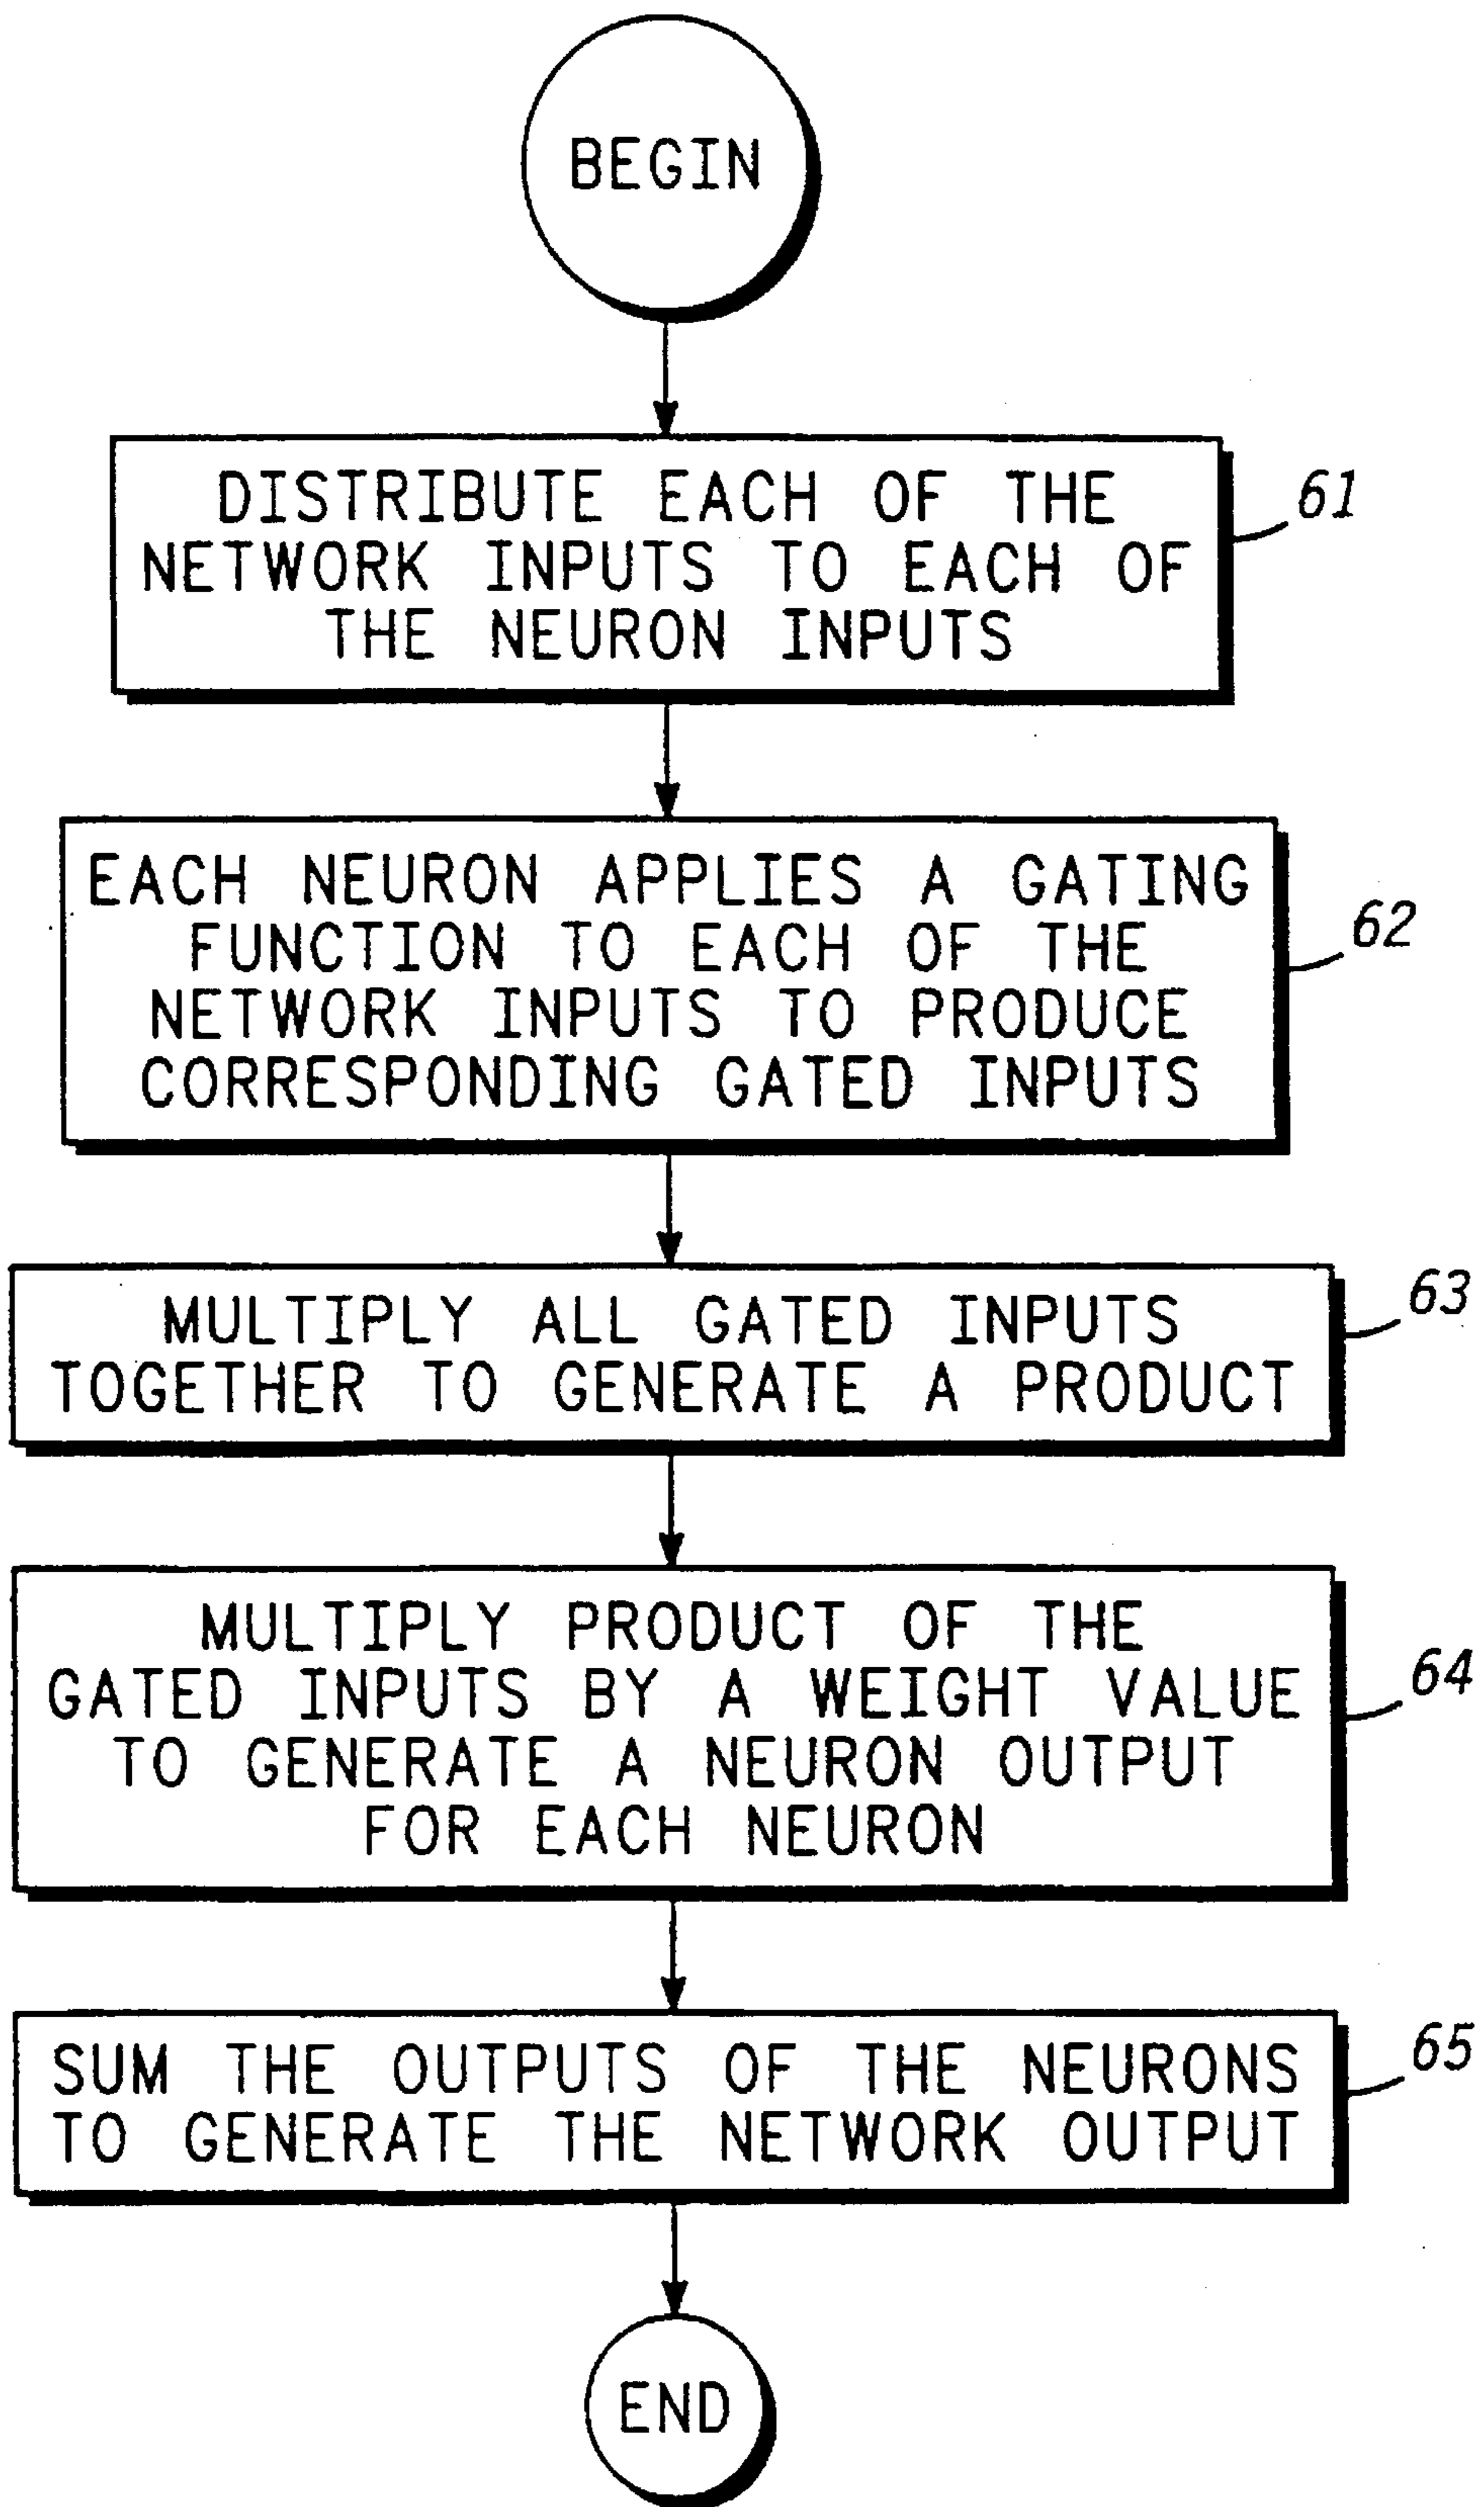 BEGIN
DISTRIBUTE EACH OF THE
NETWORK INPUTS TO EACH OF
THE NEURON INPUTS
61
EACH NEURON APPLIES A GATING
FUNCTION TO EACH OF THE
NETWORK INPUTS TO PRODUCE
CORRESPONDING GATED INPUTS
62
MULTIPLY ALL GATED INPUTS
TOGETHER TO GENERATE A PRODUCT
63
MULTIPLY PRODUCT OF THE
GATED INPUTS BY A WEIGHT VALUE
TO GENERATE A NEURON OUTPUT
FOR EACH NEURON
64
SUM THE OUTPUTS OF THE NEURONS
TO GENERATE THE NETWORK OUTPUT
65
END